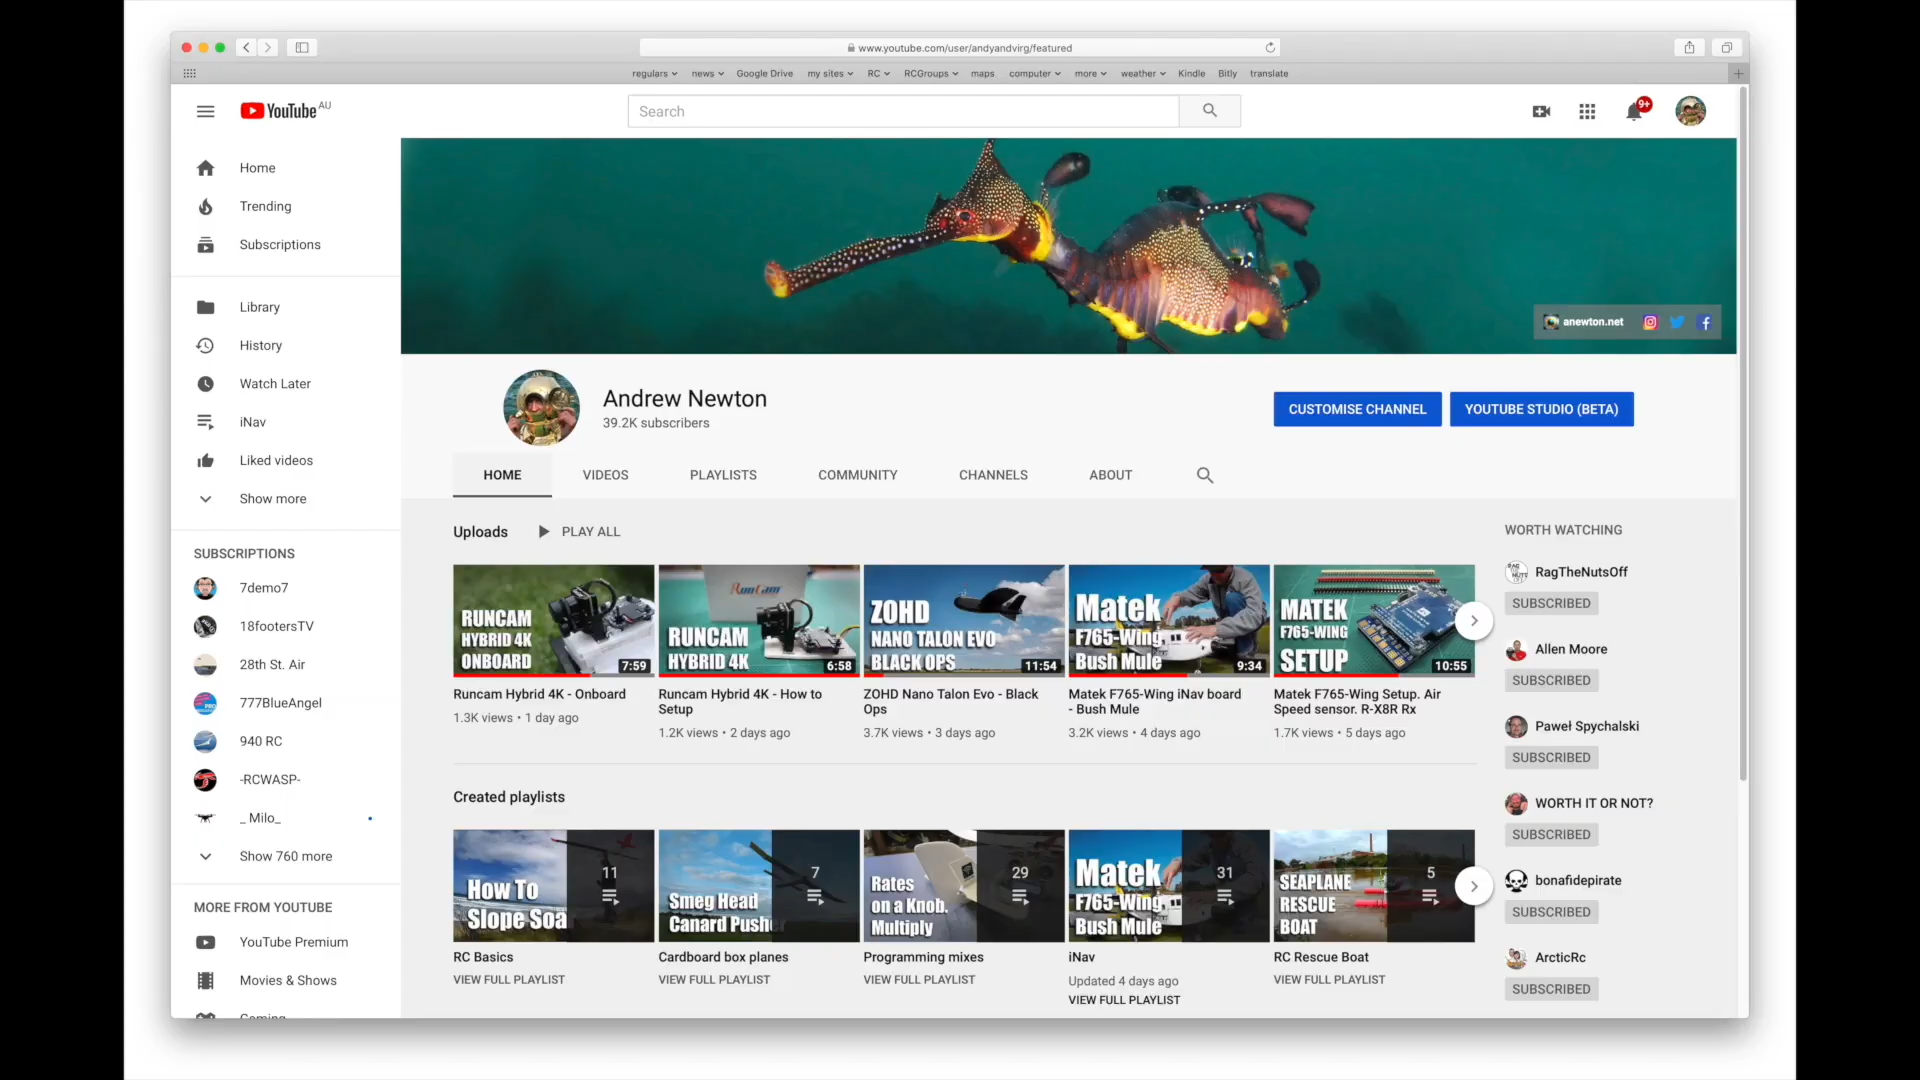 www.youtube.com/user/andyandvirg/featured
regulars news Google Drive my sites RC RCGroups maps computer more weather Kindle Bitly translate
YouTube AU
Search
9+
Home
Trending
Subscriptions
Library
History
Watch Later
iNav
Liked videos
Show more
SUBSCRIPTIONS
7demo7
18footersTV
28th St. Air
777BlueAngel
940 RC
-RCWASP-
_ Milo_
Show 760 more
MORE FROM YOUTUBE
YouTube Premium
Movies & Shows
Gaming
anewton.net
Andrew Newton
39.2K subscribers
CUSTOMISE CHANNEL
YOUTUBE STUDIO (BETA)
HOME VIDEOS PLAYLISTS COMMUNITY CHANNELS ABOUT
Uploads PLAY ALL
RUNCAM
HYBRID 4K
ONBOARD
7:59
Runcam Hybrid 4K - Onboard
1.3K views • 1 day ago
RunCam
RUNCAM
HYBRID 4K
6:58
Runcam Hybrid 4K - How to
Setup
1.2K views • 2 days ago
ZOHD
NANO TALON EVO
BLACK OPS
11:54
ZOHD Nano Talon Evo - Black
Ops
3.7K views • 3 days ago
Matek
F765-Wing
Bush Mule
9:34
Matek F765-Wing iNav board
- Bush Mule
3.2K views • 4 days ago
MATEK
F765-WING
SETUP
10:55
Matek F765-Wing Setup. Air
Speed sensor. R-X8R Rx
1.7K views • 5 days ago
Created playlists
How To
Slope Soa
11
RC Basics
VIEW FULL PLAYLIST
Smeg Head
Canard Pushe
7
Cardboard box planes
VIEW FULL PLAYLIST
Rates
on a Knob.
Multiply
29
Programming mixes
VIEW FULL PLAYLIST
Matek
F765-Wing
Bush Mule
31
iNav
Updated 4 days ago
VIEW FULL PLAYLIST
SEAPLANE
RESCUE
BOAT
5
RC Rescue Boat
VIEW FULL PLAYLIST
WORTH WATCHING
RagTheNutsOff
SUBSCRIBED
Allen Moore
SUBSCRIBED
Paweł Spychalski
SUBSCRIBED
WORTH IT OR NOT?
SUBSCRIBED
bonafidepirate
SUBSCRIBED
ArcticRc
SUBSCRIBED